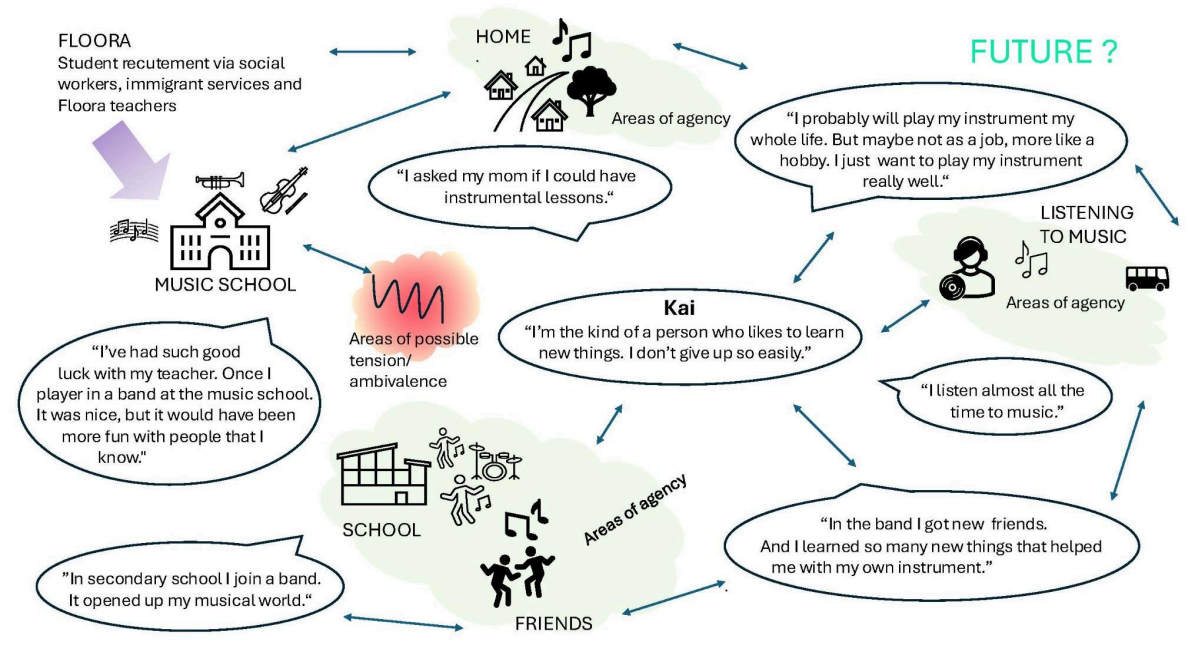 FLOORA
Student recutement via social
workers, immigrant services and
Floora teachers
HOME
Areas of agency
FUTURE ?
“I probably will play my instrument my
whole life. But maybe not as a job, more like a
hobby. I just want to play my instrument
really well.“
“I asked my mom if I could have
instrumental lessons.“
MUSIC SCHOOL
LISTENING
TO MUSIC
Areas of agency
Areas of possible
tension/
ambivalence
Kai
“I’m the kind of a person who likes to learn
new things. I don’t give up so easily.”
“I’ve had such good
luck with my teacher. Once I
player in a band at the music school.
It was nice, but it would have been
more fun with people that I
know."
“I listen almost all the
time to music.”
SCHOOL
Areas of agency
FRIENDS
“In the band I got new friends.
And I learned so many new things that helped
me with my own instrument.”
”In secondary school I join a band.
It opened up my musical world.“